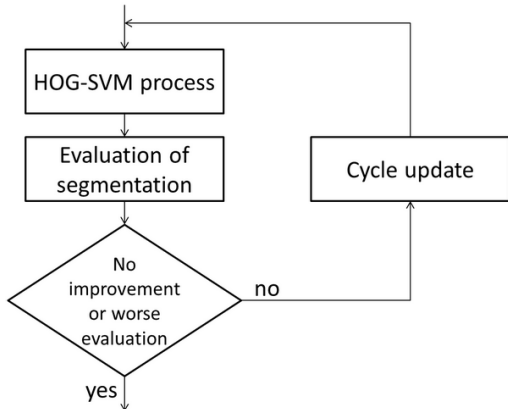 HOG-SVM process
Evaluation of
segmentation
Cycle update
No
improvement
or worse
evaluation
no
yes